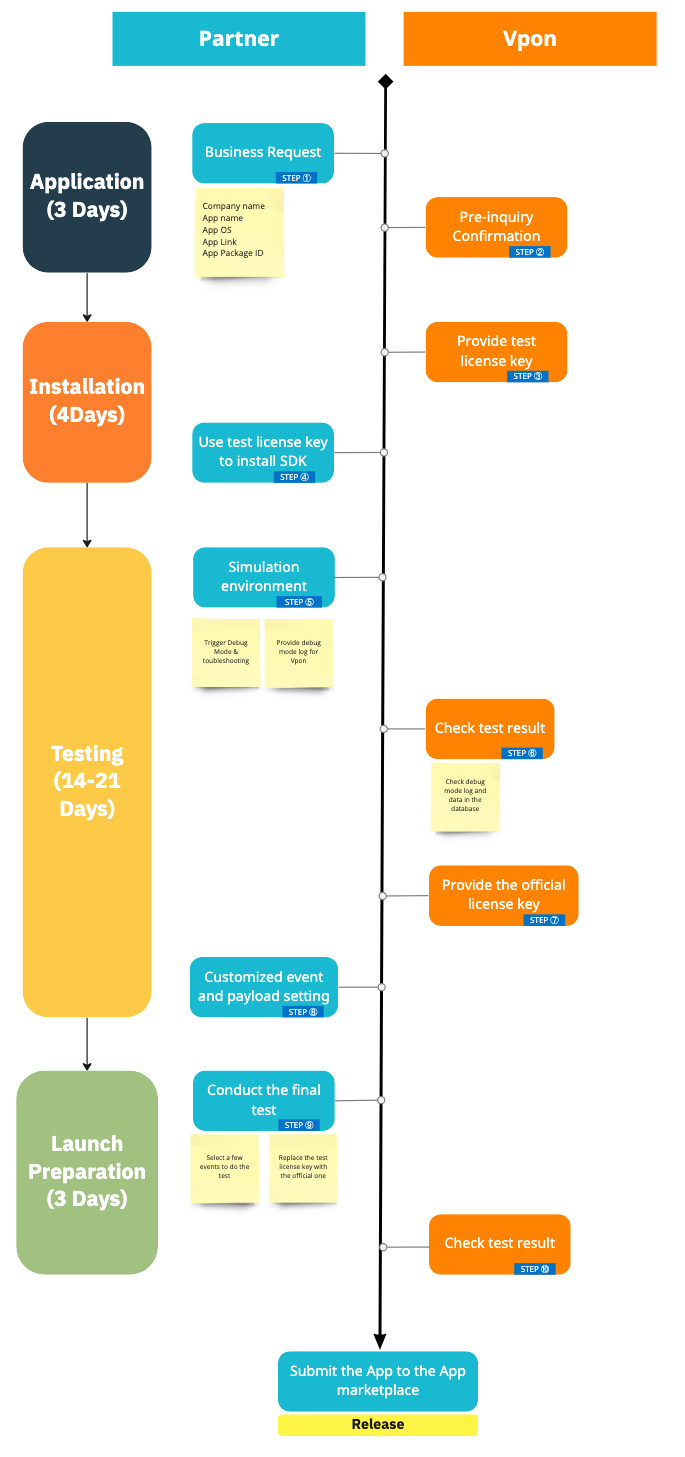 Partner
Vpon
Application
(3 Days)
Business Request
STEP ①
Company name
App name
App OS
App Link
App Package ID
Pre-inquiry
Confirmation
STEP ②
Installation
(4Days)
Provide test
license key
STEP ③
Use test license key
to install SDK
STEP ④
Testing
(14-21
Days)
Simulation
environment
STEP ⑤
Trigger Debug
Mode &
toubleshooting
Provide debug
mode log for
Vpon
Check test result
STEP ⑥
Check debug
mode log and
data in the
database
Provide the official
license key
STEP ⑦
Customized event
and payload setting
STEP ⑧
Launch
Preparation
(3 Days)
Conduct the final
test
STEP ⑨
Select a few
events to do the
test
Replace the test
license key with
the official one
Check test result
STEP ⑩
Submit the App to the App
marketplace
Release